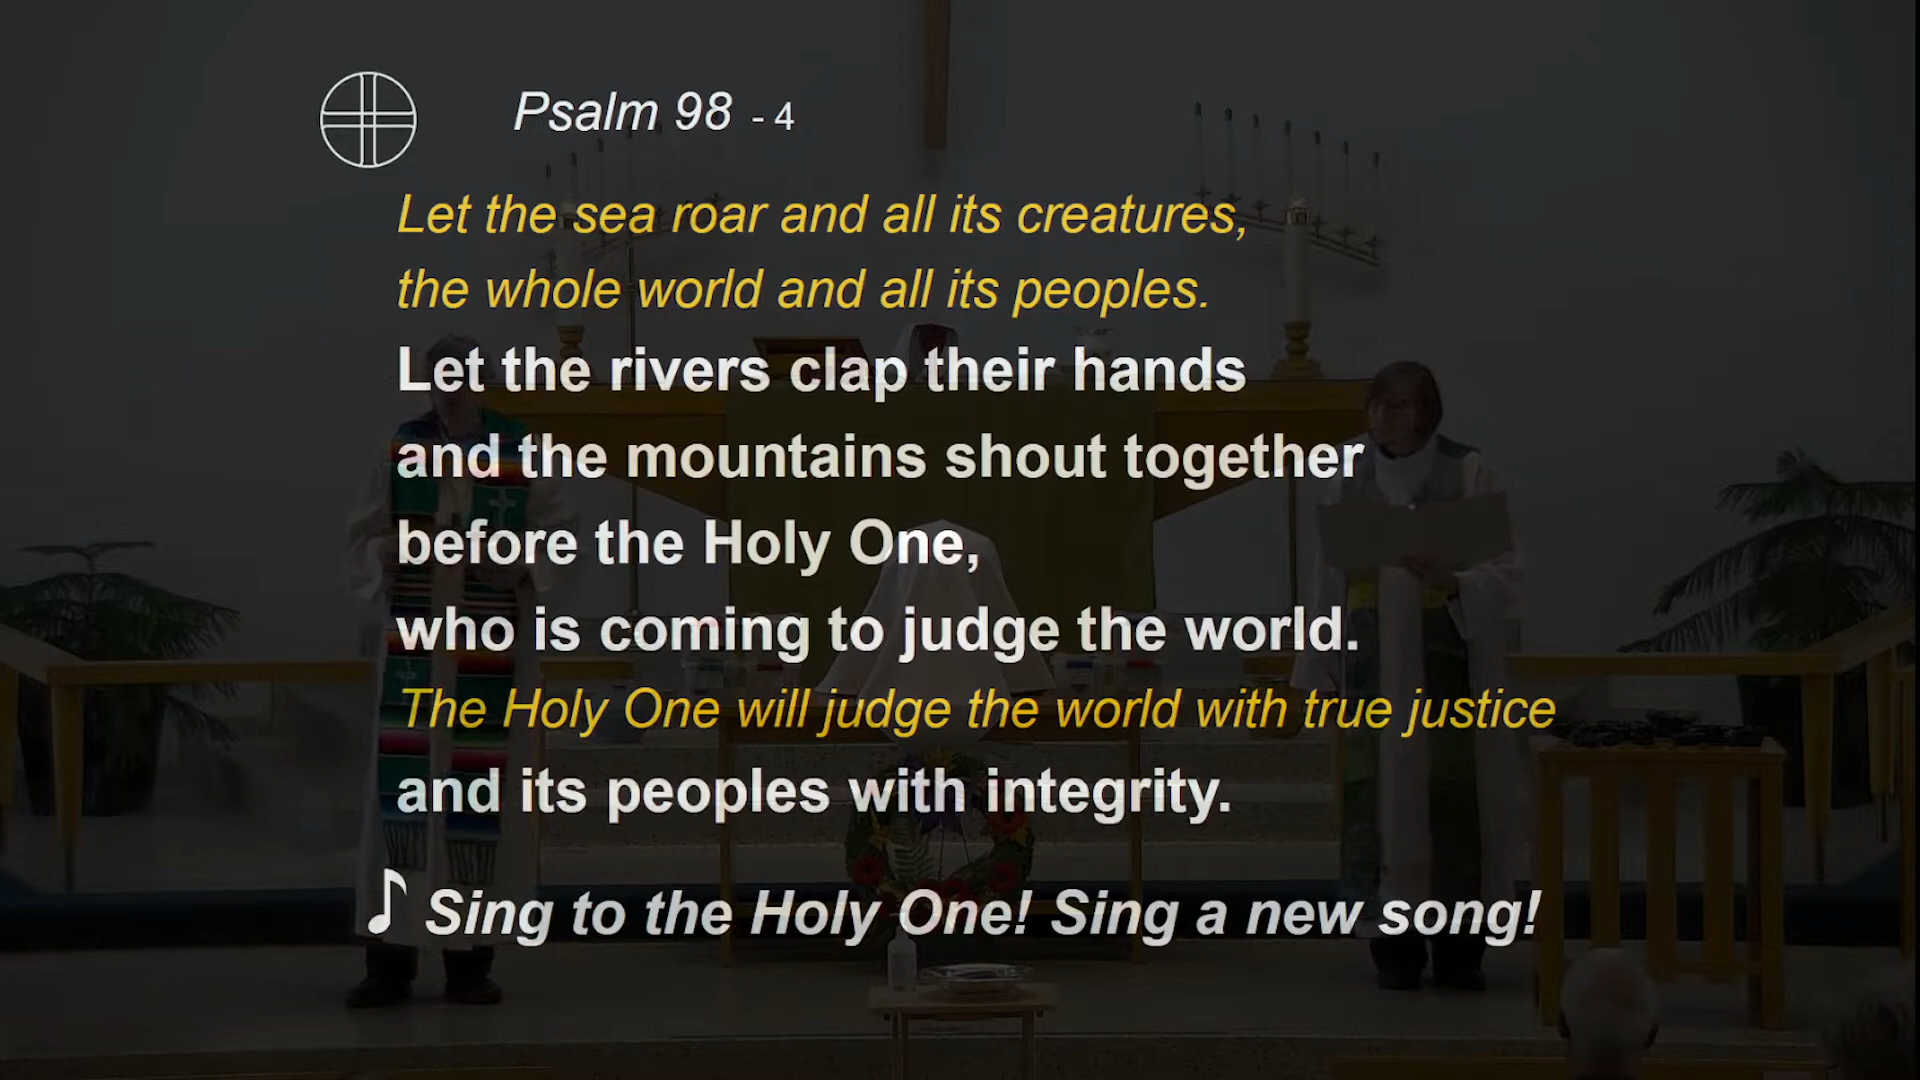 Psalm 98 - 4
Let the sea roar and all its creatures,
the whole world and all its peoples.
Let the rivers clap their hands
and the mountains shout together
before the Holy One,
who is coming to judge the world.
The Holy One will judge the world with true justice
and its peoples with integrity.
♪ Sing to the Holy One! Sing a new song!